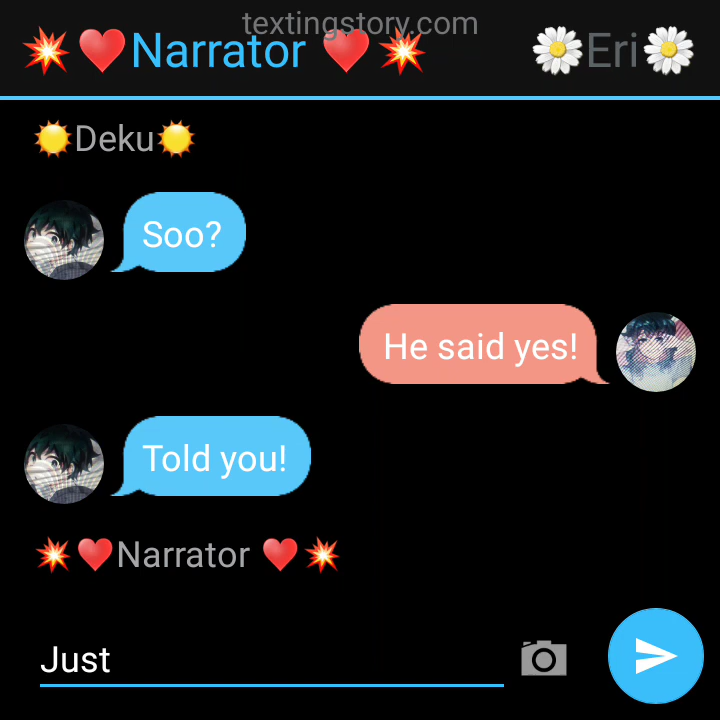 textingstory.com
💥❤️Narrator ❤️💥 🌼Eri🌼
☀️Deku☀️
Soo?
He said yes!
Told you!
💥❤️Narrator ❤️💥
Just